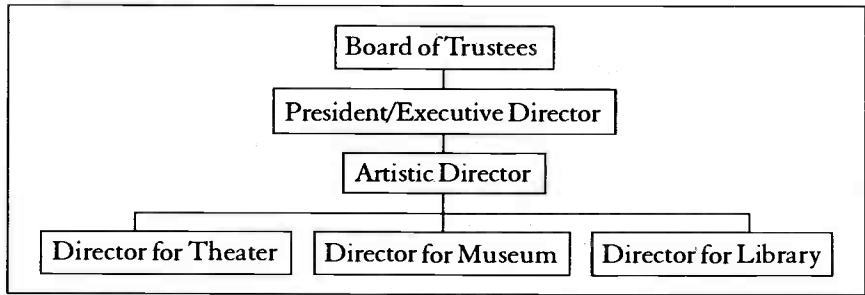 Board of Trustees
President/Executive Director
Artistic Director
Director for Theater
Director for Museum
Director for Library